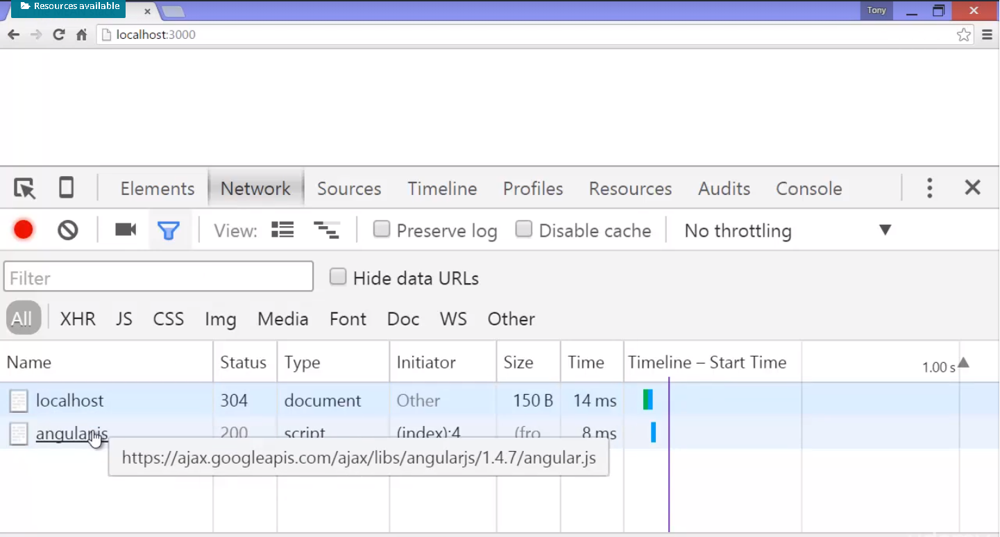 Resources available
Tony
localhost:3000
Elements Network Sources Timeline Profiles Resources Audits Console
View: Preserve log Disable cache No throttling
Filter Hide data URLs
All XHR JS CSS Img Media Font Doc WS Other
Name Status Type Initiator Size Time Timeline – Start Time 1.00 s
localhost 304 document Other 150 B 14 ms
angular.js 200 script (index):4 (fro 8 ms
https://ajax.googleapis.com/ajax/libs/angularjs/1.4.7/angular.js